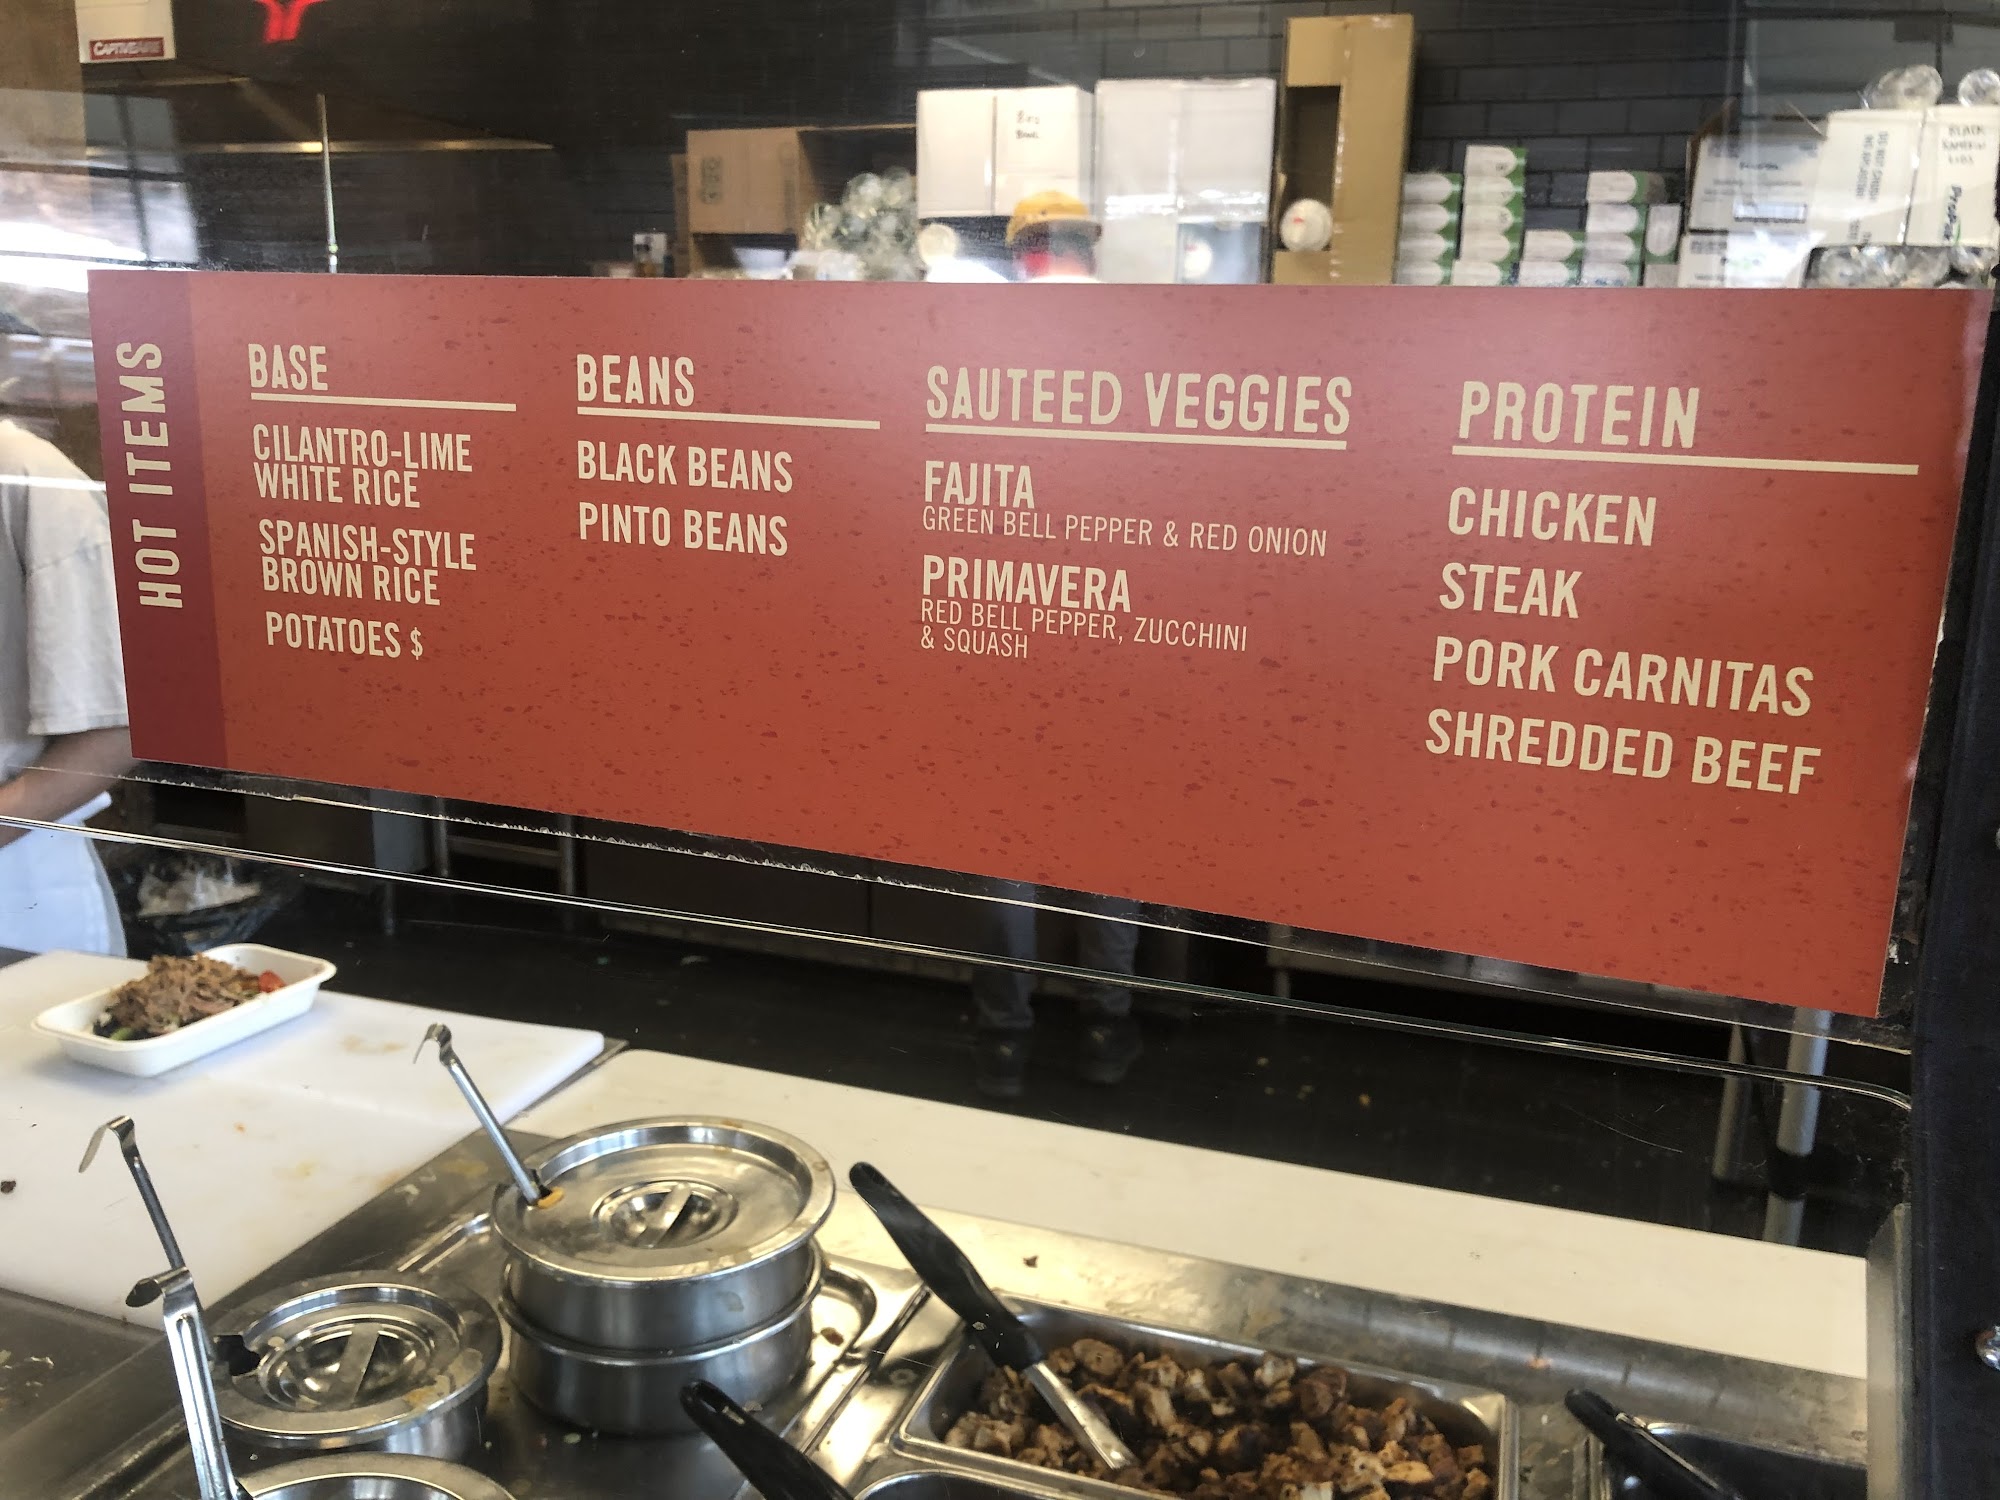 CAPTIVEAIRE
HOT ITEMS
BASE
CILANTRO-LIME
WHITE RICE
SPANISH-STYLE
BROWN RICE
POTATOES $
BEANS
BLACK BEANS
PINTO BEANS
SAUTEED VEGGIES
FAJITA
GREEN BELL PEPPER & RED ONION
PRIMAVERA
RED BELL PEPPER, ZUCCHINI
& SQUASH
PROTEIN
CHICKEN
STEAK
PORK CARNITAS
SHREDDED BEEF